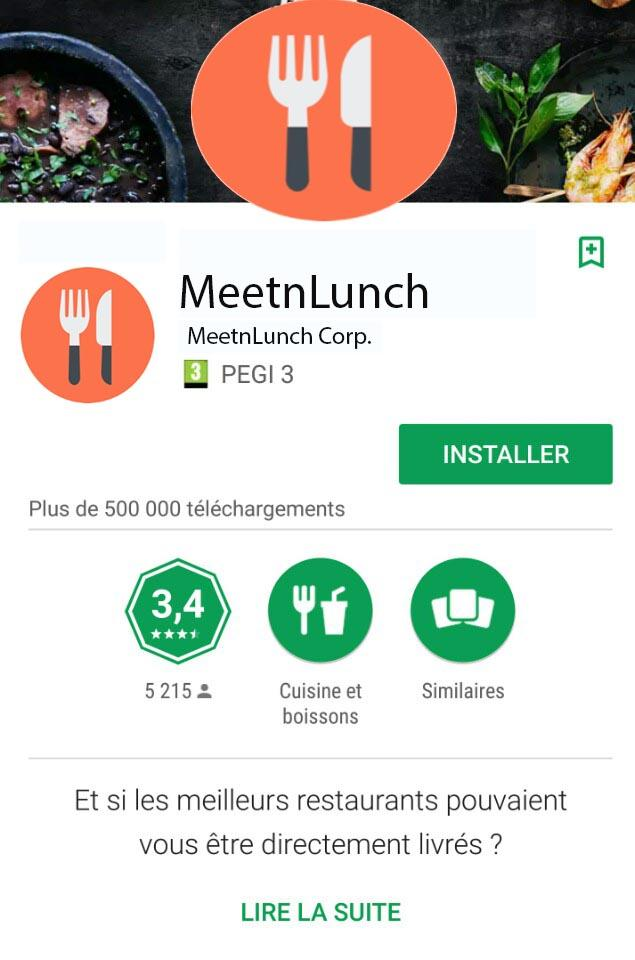 MeetnLunch
MeetnLunch Corp.
3 PEGI 3
INSTALLER
Plus de 500 000 téléchargements
3,4
5 215
Cuisine et
boissons
Similaires
Et si les meilleurs restaurants pouvaient
vous être directement livrés ?
LIRE LA SUITE